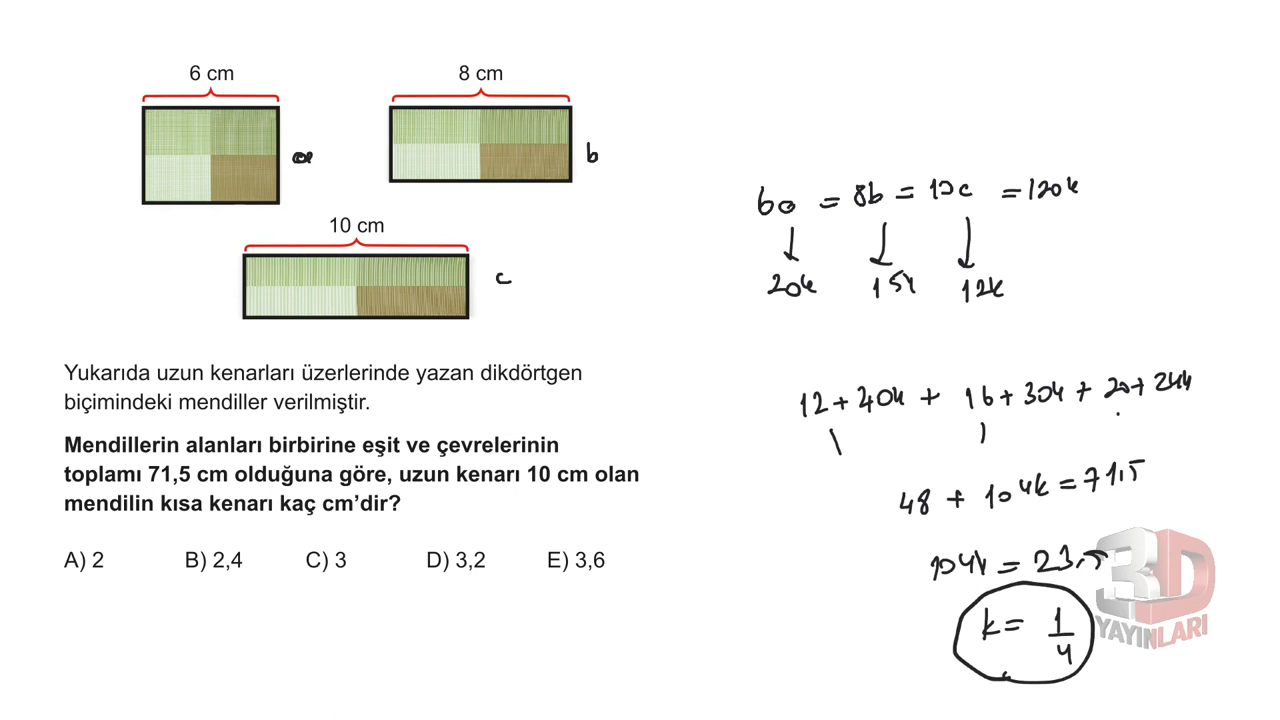 6 cm
8 cm
a
b
10 cm
c
6a = 8b = 10c = 120k
20k 15k 12k
Yukarıda uzun kenarları üzerlerinde yazan dikdörtgen
biçimindeki mendiller verilmiştir.
Mendillerin alanları birbirine eşit ve çevrelerinin
toplamı 71,5 cm olduğuna göre, uzun kenarı 10 cm olan
mendilin kısa kenarı kaç cm’dir?
A) 2 B) 2,4 C) 3 D) 3,2 E) 3,6
12 + 40k + 16 + 30k + 20 + 24k
48 + 104k = 71,5
104k = 23,5
k = 1/4
3D
YAYINLARI